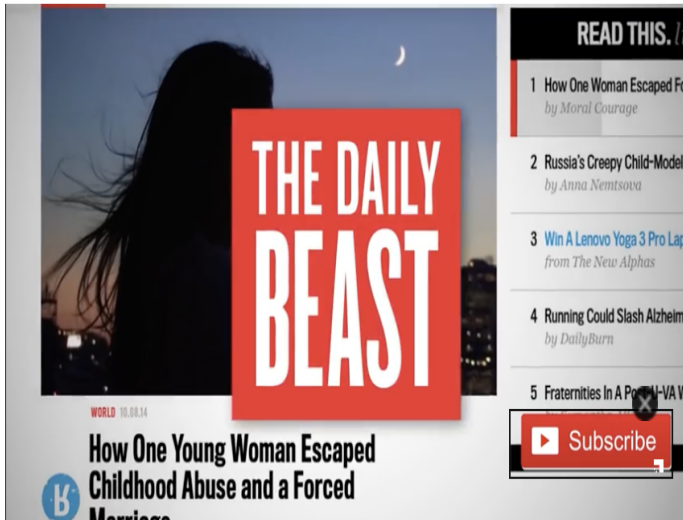 READ THIS.
1 How One Woman Escaped
by Moral Courage
THE DAILY
BEAST
2 Russia's Creepy Child-Model
by Anna Nemtsova
3 Win A Lenovo Yoga 3 Pro
from The New Alphas
4 Running Could Slash
by DailyBurn
5 Fraternities In A
WORLD 10.08.14
Subscribe
How One Young Woman Escaped
Childhood Abuse and a Forced
Marriage